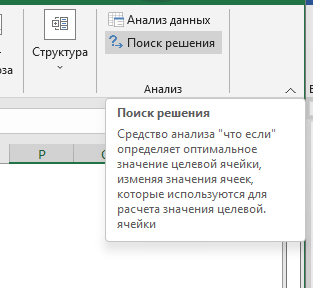 Анализ данных
Поиск решения
Структура
оза
Анализ
Поиск решения
Средство анализа "что если"
определяет оптимальное
значение целевой ячейки,
изменяя значения ячеек,
которые используются для
расчета значения целевой.
ячейки
P